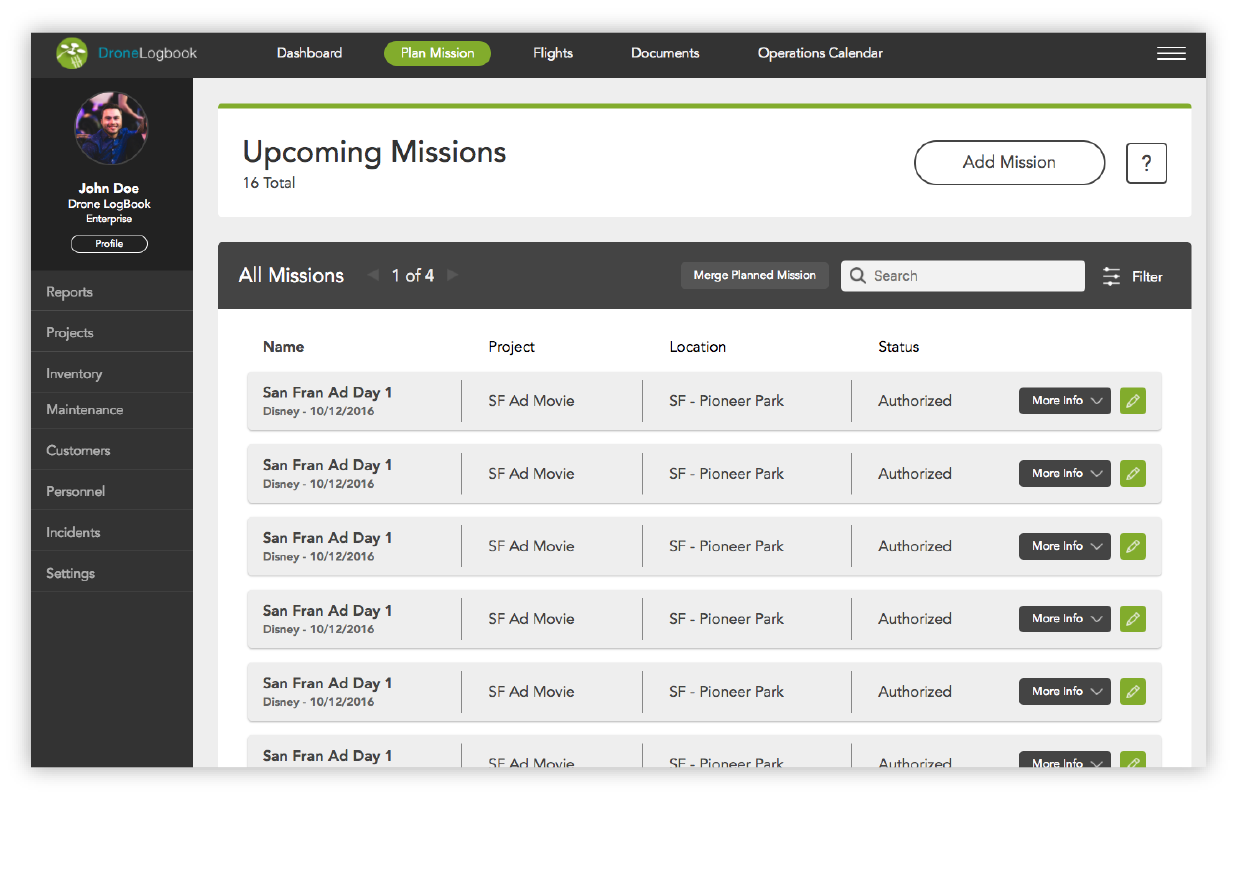 DroneLogbook
Dashboard
Plan Mission
Flights
Documents
Operations Calendar
John Doe
Drone LogBook
Enterprise
Profile
Reports
Projects
Inventory
Maintenance
Customers
Personnel
Incidents
Settings
Upcoming Missions
16 Total
Add Mission
?
All Missions
1 of 4
Merge Planned Mission
Search
Filter
Name Project Location Status
San Fran Ad Day 1
Disney - 10/12/2016
SF Ad Movie
SF - Pioneer Park
Authorized
More Info
San Fran Ad Day 1
Disney - 10/12/2016
SF Ad Movie
SF - Pioneer Park
Authorized
More Info
San Fran Ad Day 1
Disney - 10/12/2016
SF Ad Movie
SF - Pioneer Park
Authorized
More Info
San Fran Ad Day 1
Disney - 10/12/2016
SF Ad Movie
SF - Pioneer Park
Authorized
More Info
San Fran Ad Day 1
Disney - 10/12/2016
SF Ad Movie
SF - Pioneer Park
Authorized
More Info
San Fran Ad Day 1
SF Ad Movie
SF - Pioneer Park
Authorized
More Info